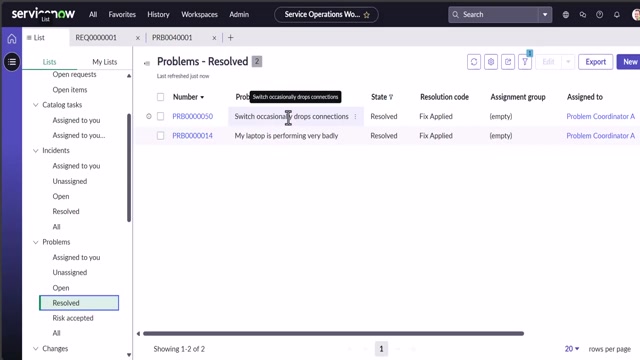 servicenow All Favorites History Workspaces Admin Service Operations Wo... Search
List
List REQ0000001 PRB0040001
Lists My Lists
Open requests
Open items
Catalog tasks
Assigned to you
Assigned to you...
Incidents
Assigned to you
Unassigned
Open
Resolved
All
Problems
Assigned to you
Unassigned
Open
Resolved
Risk accepted
All
Changes
Problems - Resolved 2
Last refreshed just now
1
Edit Export New
Switch occasionally drops connections
Number State Resolution code Assignment group Assigned to
PRB0000050 Switch occasionally drops connections Resolved Fix Applied (empty) Problem Coordinator A
PRB0000014 My laptop is performing very badly Resolved Fix Applied (empty) Problem Coordinator A
Showing 1-2 of 2 1 20 rows per page